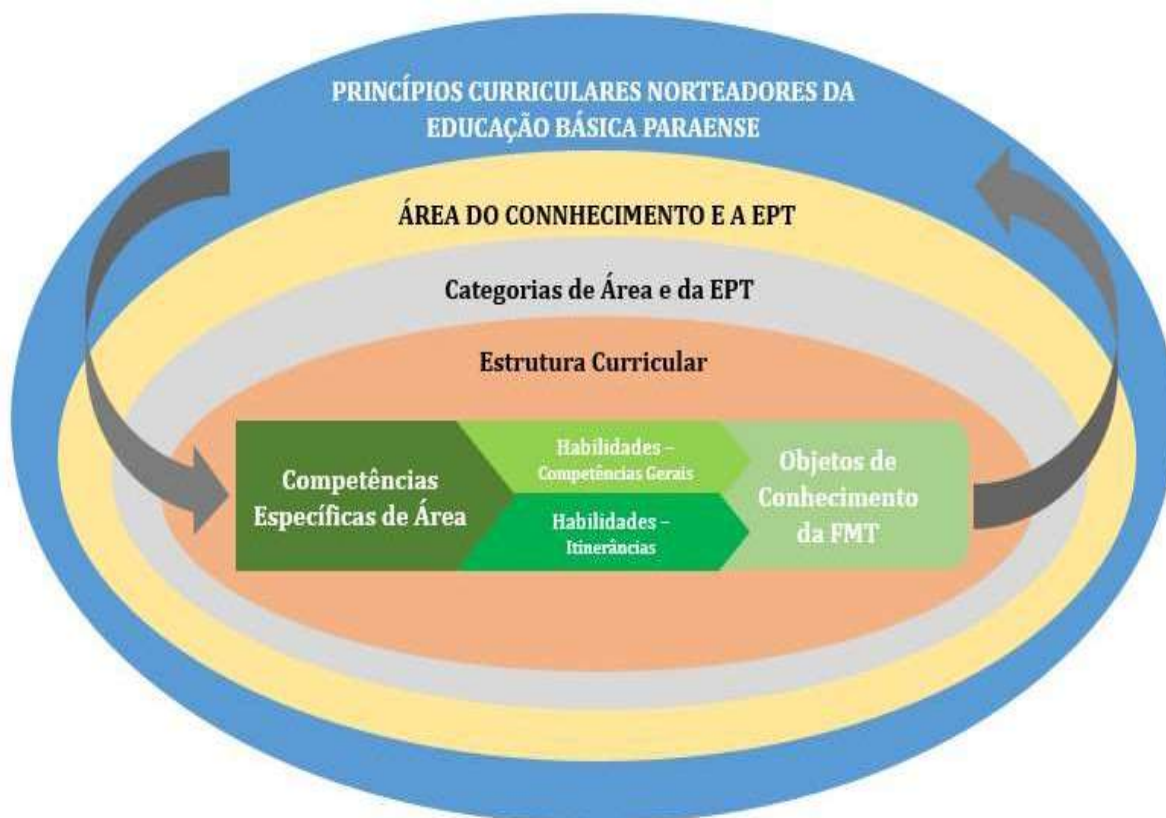 PRINCÍPIOS CURRICULARES NORTEADORES DA
EDUCAÇÃO BÁSICA PARAENSE
ÁREA DO CONNHECIMENTO E A EPT
Categorias de Área e da EPT
Estrutura Curricular
Competências
Específicas de Área
Habilidades –
Competências Gerais
Habilidades –
Itinerâncias
Objetos de
Conhecimento
da FMT